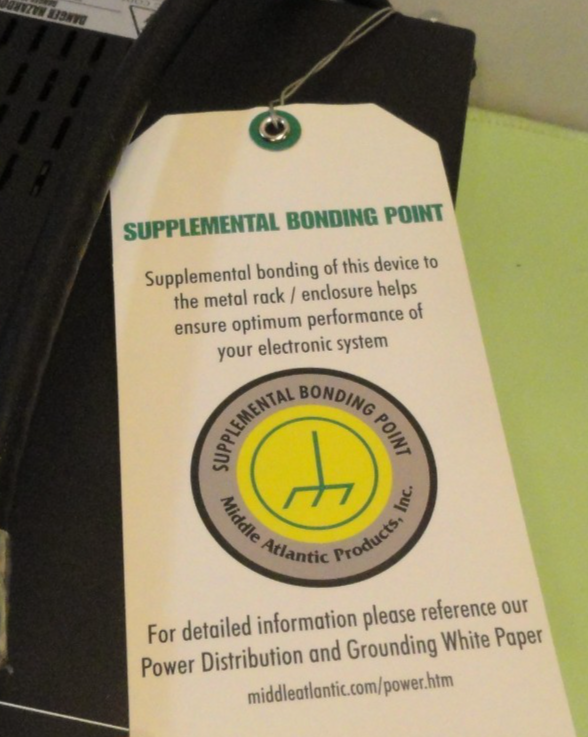 DANGER HAZARDO
SUPPLEMENTAL BONDING POINT
Supplemental bonding of this device to
the metal rack / enclosure helps
ensure optimum performance of
your electronic system
SUPPLEMENTAL BONDING POINT
Middle Atlantic Products, Inc.
For detailed information please reference our
Power Distribution and Grounding White Paper
middleatlantic.com/power.htm